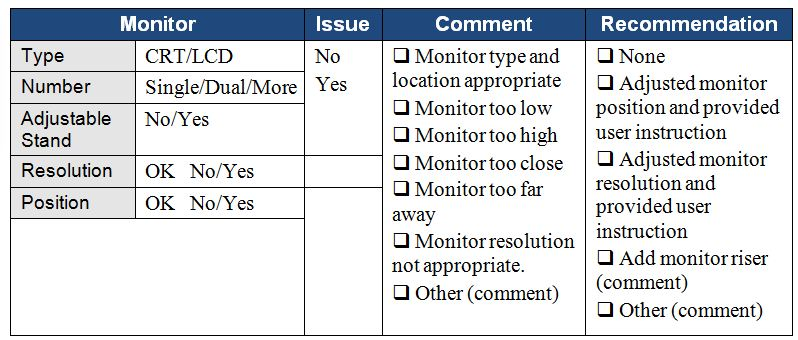 Monitor Issue Comment Recommendation
Type CRT/LCD
Number Single/Dual/More
Adjustable
Stand
No/Yes
Resolution OK No/Yes
Position OK No/Yes
No
Yes
❑ Monitor type and
location appropriate
❑ Monitor too low
❑ Monitor too high
❑ Monitor too close
❑ Monitor too far
away
❑ Monitor resolution
not appropriate.
❑ Other (comment)
❑ None
❑ Adjusted monitor
position and provided
user instruction
❑ Adjusted monitor
resolution and
provided user
instruction
❑ Add monitor riser
(comment)
❑ Other (comment)